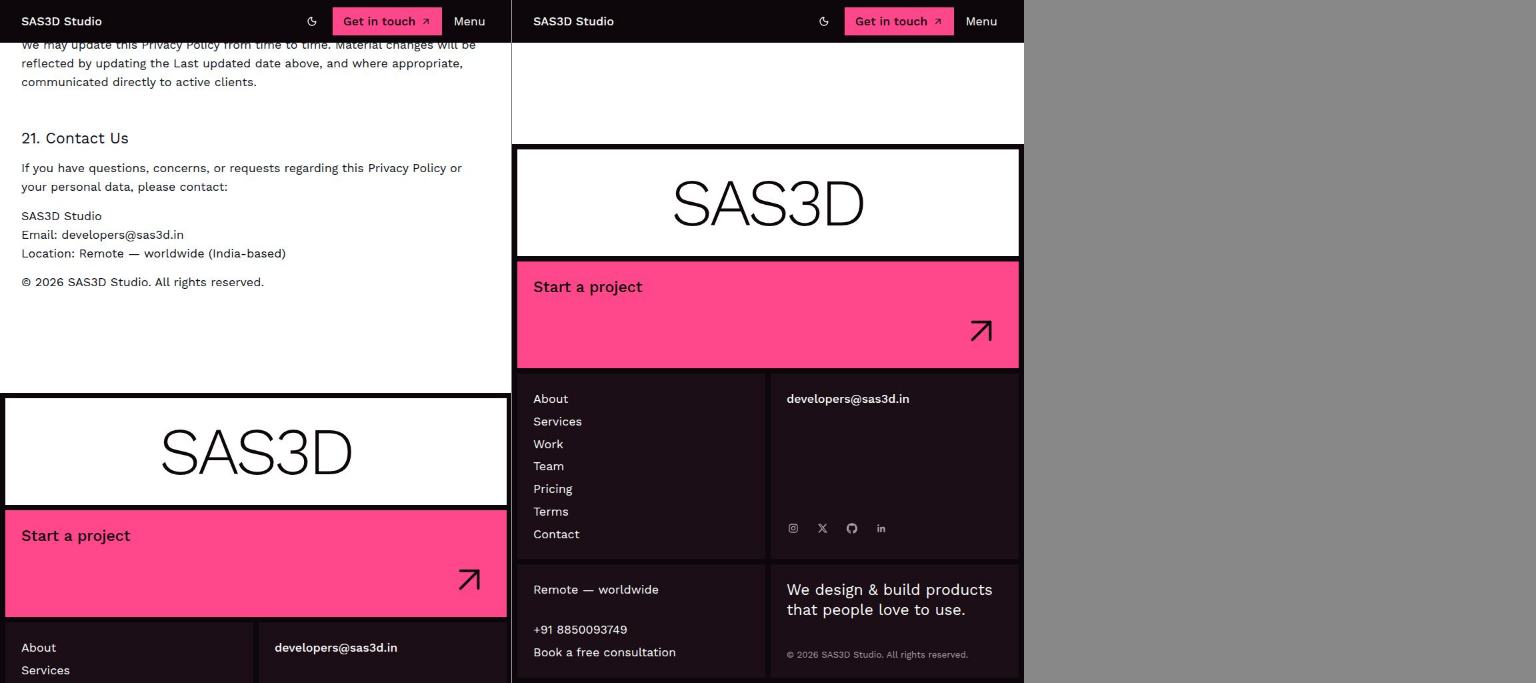 SAS3D Studio
Get in touch
Menu
We may update this Privacy Policy from time to time. Material changes will be
reflected by updating the Last updated date above, and where appropriate,
communicated directly to active clients.
21. Contact Us
If you have questions, concerns, or requests regarding this Privacy Policy or
your personal data, please contact:
SAS3D Studio
Email: developers@sas3d.in
Location: Remote — worldwide (India-based)
© 2026 SAS3D Studio. All rights reserved.
SAS3D
Start a project
About
Services
developers@sas3d.in
SAS3D Studio
Get in touch
Menu
SAS3D
Start a project
About
Services
Work
Team
Pricing
Terms
Contact
developers@sas3d.in
Remote — worldwide
+91 8850093749
Book a free consultation
We design & build products
that people love to use.
© 2026 SAS3D Studio. All rights reserved.